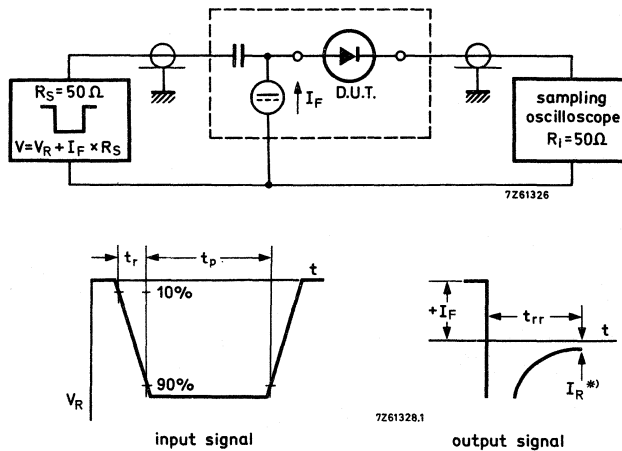 R_S=50Ω
V=V_R+I_F×R_S
I_F
D.U.T.
sampling
oscilloscope
R_I=50Ω
7Z61326
t_r
t_p
t
10%
90%
V_R
input signal
+I_F
t_rr
t
I_R*)
7Z61328.1
output signal